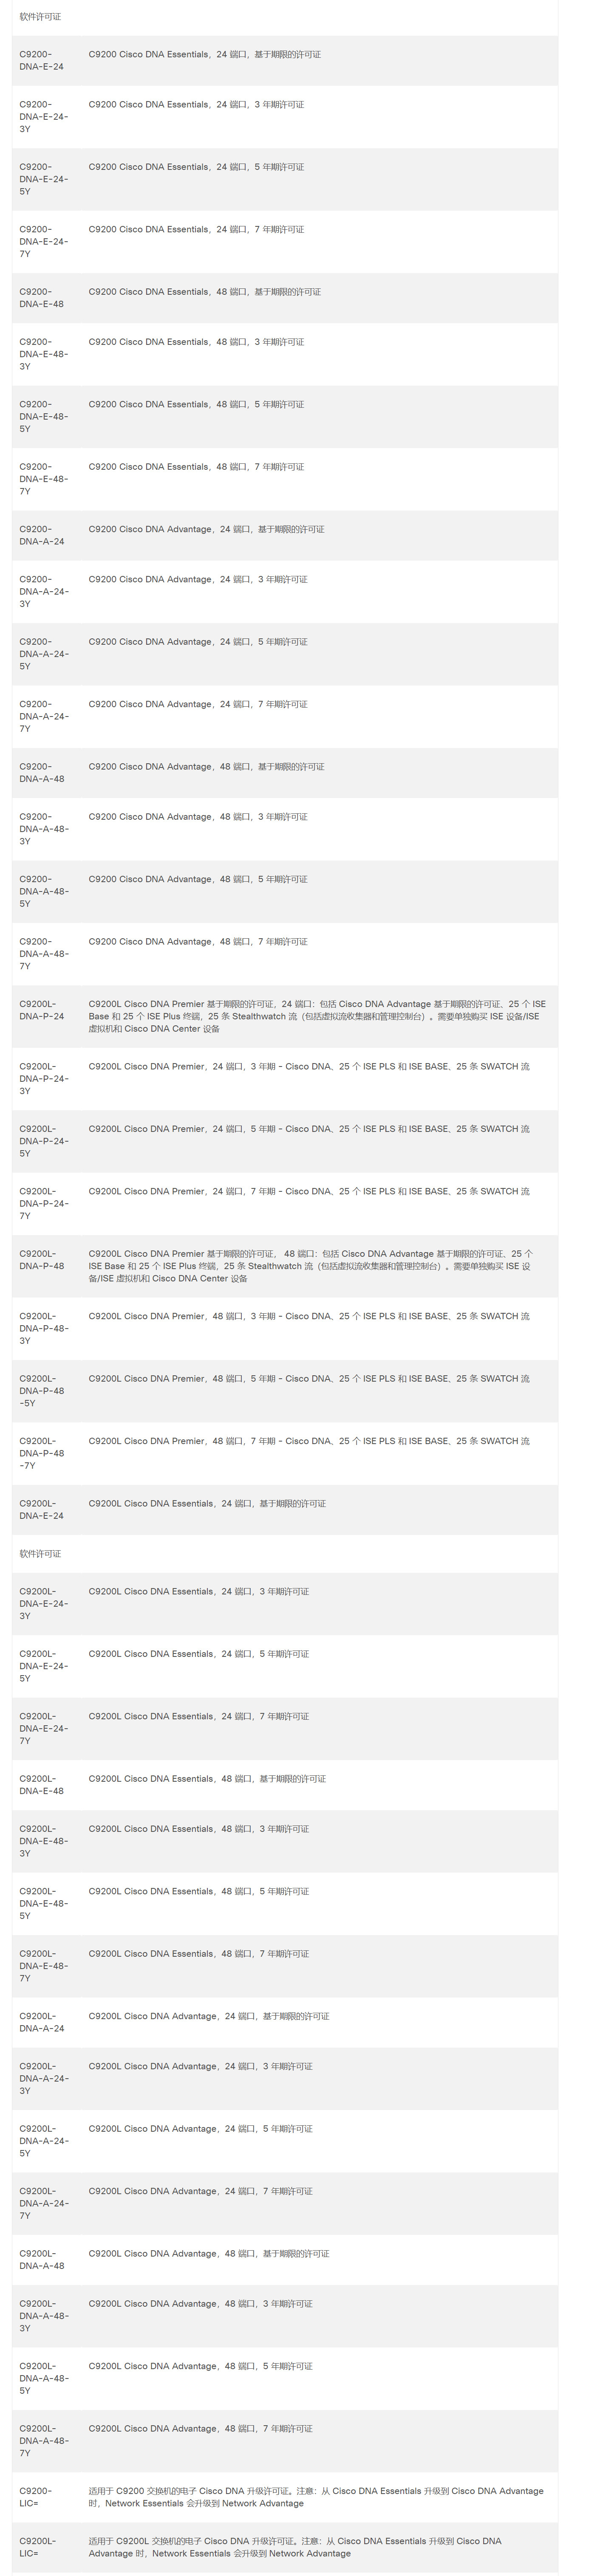 软件许可证
C9200-
DNA-E-24
C9200 Cisco DNA Essentials，24 端口，基于期限的许可证
C9200-
DNA-E-24-
3Y
C9200 Cisco DNA Essentials，24 端口，3 年期许可证
C9200-
DNA-E-24-
5Y
C9200 Cisco DNA Essentials，24 端口，5 年期许可证
C9200-
DNA-E-24-
7Y
C9200 Cisco DNA Essentials，24 端口，7 年期许可证
C9200-
DNA-E-48
C9200 Cisco DNA Essentials，48 端口，基于期限的许可证
C9200-
DNA-E-48-
3Y
C9200 Cisco DNA Essentials，48 端口，3 年期许可证
C9200-
DNA-E-48-
5Y
C9200 Cisco DNA Essentials，48 端口，5 年期许可证
C9200-
DNA-E-48-
7Y
C9200 Cisco DNA Essentials，48 端口，7 年期许可证
C9200-
DNA-A-24
C9200 Cisco DNA Advantage，24 端口，基于期限的许可证
C9200-
DNA-A-24-
3Y
C9200 Cisco DNA Advantage，24 端口，3 年期许可证
C9200-
DNA-A-24-
5Y
C9200 Cisco DNA Advantage，24 端口，5 年期许可证
C9200-
DNA-A-24-
7Y
C9200 Cisco DNA Advantage，24 端口，7 年期许可证
C9200-
DNA-A-48
C9200 Cisco DNA Advantage，48 端口，基于期限的许可证
C9200-
DNA-A-48-
3Y
C9200 Cisco DNA Advantage，48 端口，3 年期许可证
C9200-
DNA-A-48-
5Y
C9200 Cisco DNA Advantage，48 端口，5 年期许可证
C9200-
DNA-A-48-
7Y
C9200 Cisco DNA Advantage，48 端口，7 年期许可证
C9200L-
DNA-P-24
C9200L Cisco DNA Premier 基于期限的许可证，24 端口：包括 Cisco DNA Advantage 基于期限的许可证、25 个 ISE
Base 和 25 个 ISE Plus 终端，25 条 Stealthwatch 流（包括虚拟流收集器和管理控制台）。需要单独购买 ISE 设备/ISE
虚拟机和 Cisco DNA Center 设备
C9200L-
DNA-P-24-
3Y
C9200L Cisco DNA Premier，24 端口，3 年期 - Cisco DNA、25 个 ISE PLS 和 ISE BASE、25 条 SWATCH 流
C9200L-
DNA-P-24-
5Y
C9200L Cisco DNA Premier，24 端口，5 年期 - Cisco DNA、25 个 ISE PLS 和 ISE BASE、25 条 SWATCH 流
C9200L-
DNA-P-24-
7Y
C9200L Cisco DNA Premier，24 端口，7 年期 - Cisco DNA、25 个 ISE PLS 和 ISE BASE、25 条 SWATCH 流
C9200L-
DNA-P-48
C9200L Cisco DNA Premier 基于期限的许可证， 48 端口：包括 Cisco DNA Advantage 基于期限的许可证、25 个
ISE Base 和 25 个 ISE Plus 终端，25 条 Stealthwatch 流（包括虚拟流收集器和管理控制台）。需要单独购买 ISE 设
备/ISE 虚拟机和 Cisco DNA Center 设备
C9200L-
DNA-P-48-
3Y
C9200L Cisco DNA Premier，48 端口，3 年期 - Cisco DNA、25 个 ISE PLS 和 ISE BASE、25 条 SWATCH 流
C9200L-
DNA-P-48
-5Y
C9200L Cisco DNA Premier，48 端口，5 年期 - Cisco DNA、25 个 ISE PLS 和 ISE BASE、25 条 SWATCH 流
C9200L-
DNA-P-48
-7Y
C9200L Cisco DNA Premier，48 端口，7 年期 - Cisco DNA、25 个 ISE PLS 和 ISE BASE、25 条 SWATCH 流
C9200L-
DNA-E-24
C9200L Cisco DNA Essentials，24 端口，基于期限的许可证
软件许可证
C9200L-
DNA-E-24-
3Y
C9200L Cisco DNA Essentials，24 端口，3 年期许可证
C9200L-
DNA-E-24-
5Y
C9200L Cisco DNA Essentials，24 端口，5 年期许可证
C9200L-
DNA-E-24-
7Y
C9200L Cisco DNA Essentials，24 端口，7 年期许可证
C9200L-
DNA-E-48
C9200L Cisco DNA Essentials，48 端口，基于期限的许可证
C9200L-
DNA-E-48-
3Y
C9200L Cisco DNA Essentials，48 端口，3 年期许可证
C9200L-
DNA-E-48-
5Y
C9200L Cisco DNA Essentials，48 端口，5 年期许可证
C9200L-
DNA-E-48-
7Y
C9200L Cisco DNA Essentials，48 端口，7 年期许可证
C9200L-
DNA-A-24
C9200L Cisco DNA Advantage，24 端口，基于期限的许可证
C9200L-
DNA-A-24-
3Y
C9200L Cisco DNA Advantage，24 端口，3 年期许可证
C9200L-
DNA-A-24-
5Y
C9200L Cisco DNA Advantage，24 端口，5 年期许可证
C9200L-
DNA-A-24-
7Y
C9200L Cisco DNA Advantage，24 端口，7 年期许可证
C9200L-
DNA-A-48
C9200L Cisco DNA Advantage，48 端口，基于期限的许可证
C9200L-
DNA-A-48-
3Y
C9200L Cisco DNA Advantage，48 端口，3 年期许可证
C9200L-
DNA-A-48-
5Y
C9200L Cisco DNA Advantage，48 端口，5 年期许可证
C9200L-
DNA-A-48-
7Y
C9200L Cisco DNA Advantage，48 端口，7 年期许可证
C9200-
LIC=
适用于 C9200 交换机的电子 Cisco DNA 升级许可证。注意：从 Cisco DNA Essentials 升级到 Cisco DNA Advantage
时，Network Essentials 会升级到 Network Advantage
C9200L-
LIC=
适用于 C9200L 交换机的电子 Cisco DNA 升级许可证。注意：从 Cisco DNA Essentials 升级到 Cisco DNA
Advantage 时，Network Essentials 会升级到 Network Advantage